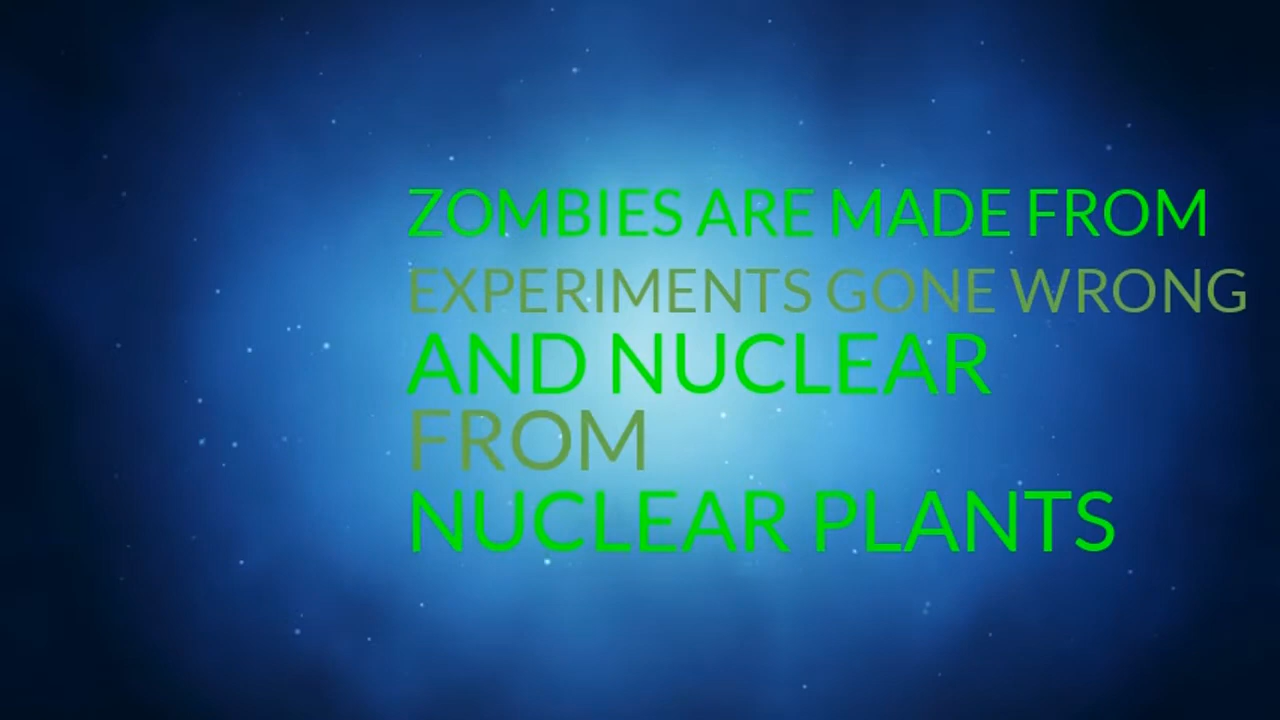 ZOMBIES ARE MADE FROM
EXPERIMENTS GONE WRONG
AND NUCLEAR
FROM
NUCLEAR PLANTS